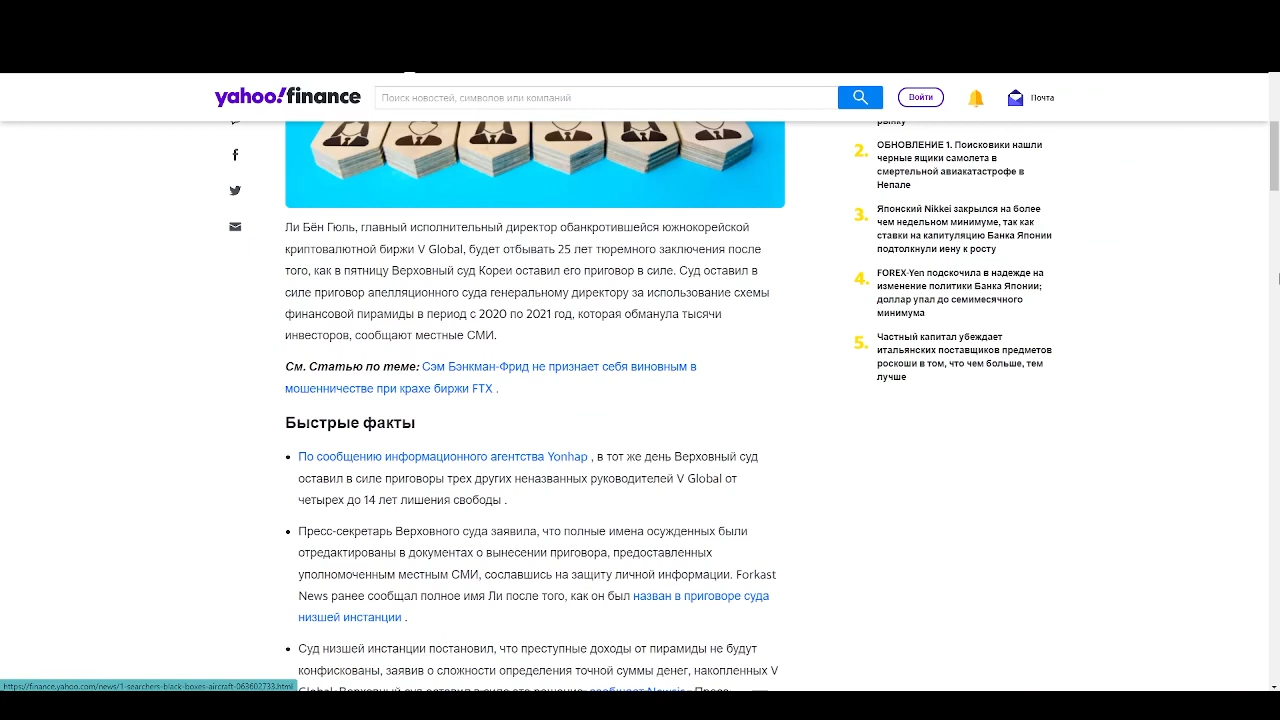 yahoo!finance
Поиск новостей, символов или компаний
Войти
Почта
Ли Бён Гюль, главный исполнительный директор обанкротившейся южнокорейской
криптовалютной биржи V Global, будет отбывать 25 лет тюремного заключения после
того, как в пятницу Верховный суд Кореи оставил его приговор в силе. Суд оставил в
силе приговор апелляционного суда генеральному директору за использование схемы
финансовой пирамиды в период с 2020 по 2021 год, которая обманула тысячи
инвесторов, сообщают местные СМИ.
См. Статью по теме: Сэм Бэнкман-Фрид не признает себя виновным в
мошенничестве при крахе биржи FTX .
Быстрые факты
• По сообщению информационного агентства Yonhap , в тот же день Верховный суд
оставил в силе приговоры трех других неназванных руководителей V Global от
четырех до 14 лет лишения свободы .
• Пресс-секретарь Верховного суда заявила, что полные имена осужденных были
отредактированы в документах о вынесении приговора, предоставленных
уполномоченным местным СМИ, сославшись на защиту личной информации. Forkast
News ранее сообщал полное имя Ли после того, как он был назван в приговоре суда
низшей инстанции .
• Суд низшей инстанции постановил, что преступные доходы от пирамиды не будут
конфискованы, заявив о сложности определения точной суммы денег, накопленных V
Global. Верховный суд оставил в силе это решение, сообщает Newsis . Пресс-
рынку
2. ОБНОВЛЕНИЕ 1. Поисковики нашли
черные ящики самолета в
смертельной авиакатастрофе в
Непале
3. Японский Nikkei закрылся на более
чем недельном минимуме, так как
ставки на капитуляцию Банка Японии
подтолкнули иену к росту
4. FOREX-Yen подскочила в надежде на
изменение политики Банка Японии;
доллар упал до семимесячного
минимума
5. Частный капитал убеждает
итальянских поставщиков предметов
роскоши в том, что чем больше, тем
лучше
https://finance.yahoo.com/news/1-searchers-black-boxes-aircraft-063602733.html